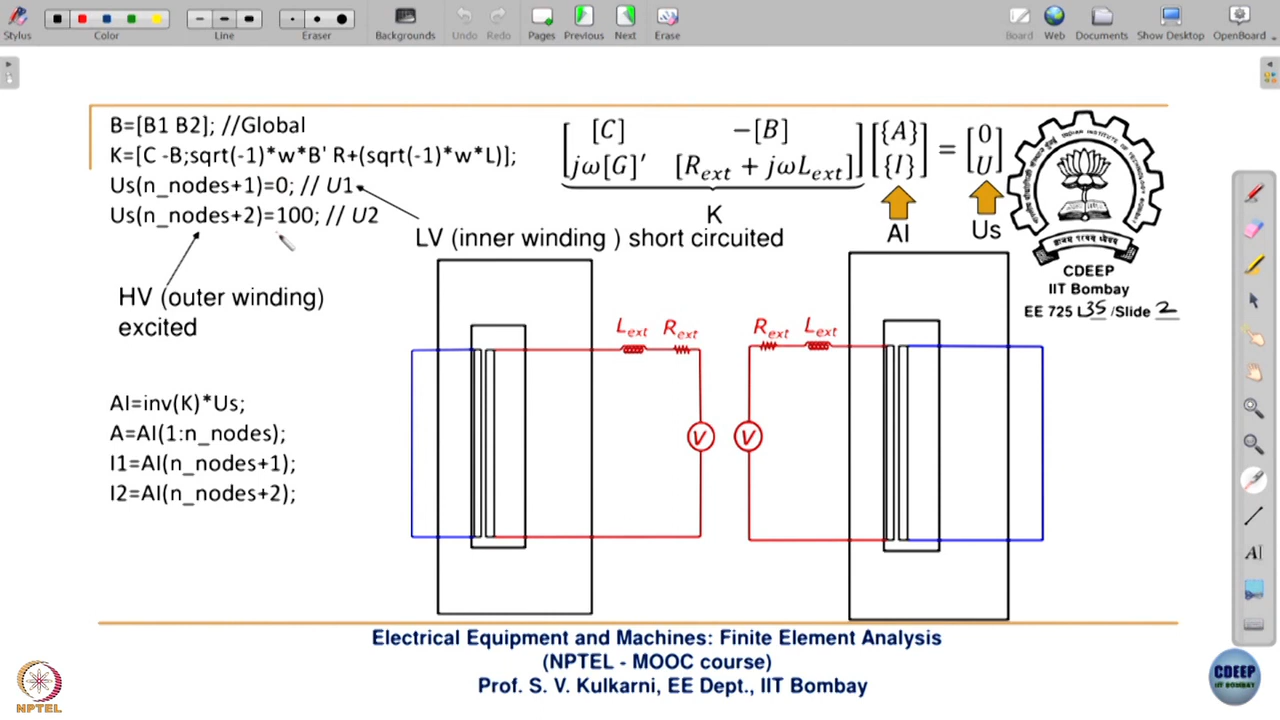 Stylus
Color
Line
Eraser
Backgrounds
Undo
Redo
Pages
Previous
Next
Erase
Board
Web
Documents
Show Desktop
OpenBoard
B=[B1 B2]; //Global
K=[C -B;sqrt(-1)*w*B' R+(sqrt(-1)*w*L)];
Us(n_nodes+1)=0; // U1
Us(n_nodes+2)=100; // U2
[C] -[B] {A} = 0
jω[G]′ [R_ext + jωL_ext] {I} U
K
AI
Us
LV (inner winding ) short circuited
HV (outer winding)
excited
CDEEP
IIT Bombay
EE 725 L35 /Slide 2
L_ext R_ext
R_ext L_ext
V
V
AI=inv(K)*Us;
A=AI(1:n_nodes);
I1=AI(n_nodes+1);
I2=AI(n_nodes+2);
Electrical Equipment and Machines: Finite Element Analysis
(NPTEL - MOOC course)
Prof. S. V. Kulkarni, EE Dept., IIT Bombay
NPTEL
CDEEP
IIT BOMBAY